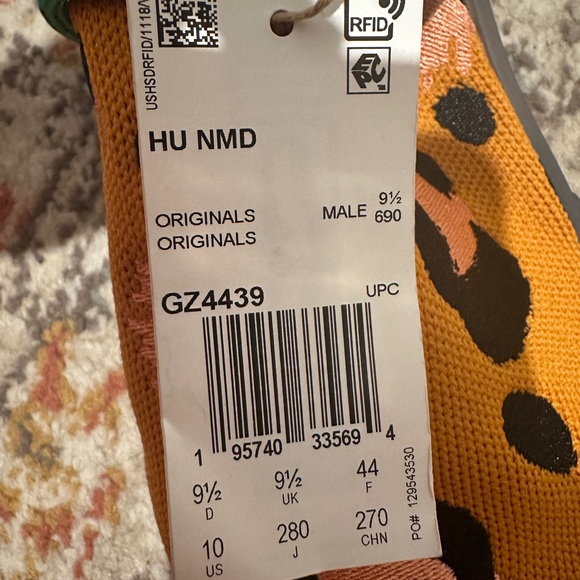 USHSDRFID/1118/V
RFID
EPC
HU NMD
ORIGINALS
ORIGINALS
MALE 9½
690
GZ4439
UPC
1 95740 33569 4
9½ 9½ 44
D UK F
10 280 270
US J CHN
PO# 129543530